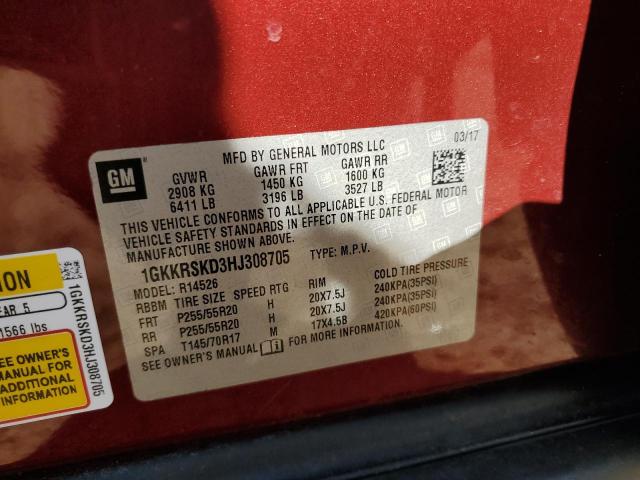 GM
MFD BY GENERAL MOTORS LLC
03/17
GVWR GAWR FRT GAWR RR
2908 KG 1450 KG 1600 KG
6411 LB 3196 LB 3527 LB
THIS VEHICLE CONFORMS TO ALL APPLICABLE U.S. FEDERAL MOTOR
VEHICLE SAFETY STANDARDS IN EFFECT ON THE DATE OF
MANUFACTURE SHOWN ABOVE.
1GKKRSKD3HJ308705 TYPE: M.P.V.
MODEL: R14526
RBBM TIRE SIZE SPEED RTG RIM COLD TIRE PRESSURE
FRT P255/55R20 H 20X7.5J 240KPA(35PSI)
RR P255/55R20 H 20X7.5J 240KPA(35PSI)
SPA T145/70R17 M 17X4.5B 420KPA(60PSI)
SEE OWNER'S MANUAL FOR MORE INFORMATION.
ION
EAR 5
1566 lbs
SEE OWNER'S
MANUAL FOR
ADDITIONAL
INFORMATION
1GKKRSKD3HJ308705